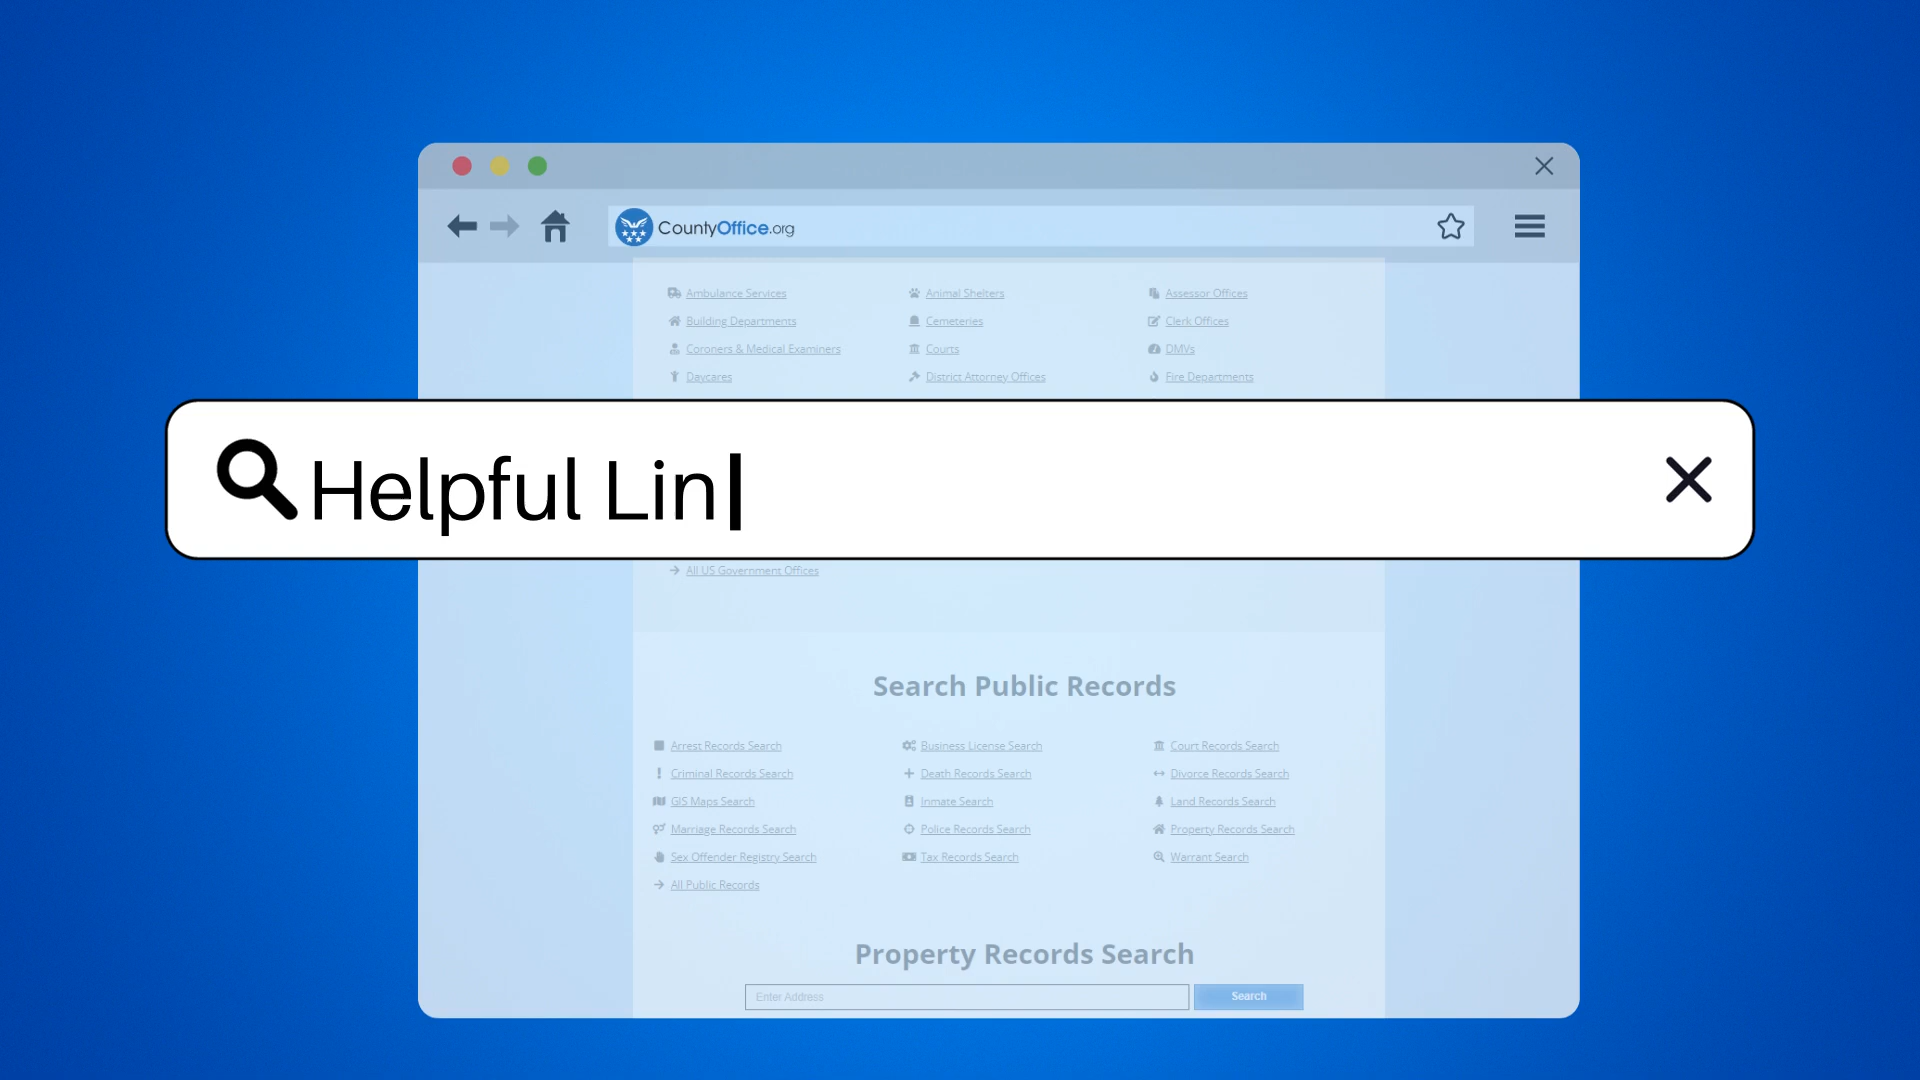 CountyOffice.org
Ambulance Services Animal Shelters Assessor Offices
Building Departments Cemeteries Clerk Offices
Coroners & Medical Examiners Courts DMVs
Daycares District Attorney Offices Fire Departments
Helpful Lin
All US Government Offices
Search Public Records
Arrest Records Search Business License Search Court Records Search
Criminal Records Search Death Records Search Divorce Records Search
GIS Maps Search Inmate Search Land Records Search
Marriage Records Search Police Records Search Property Records Search
Sex Offender Registry Search Tax Records Search Warrant Search
All Public Records
Property Records Search
Enter Address Search